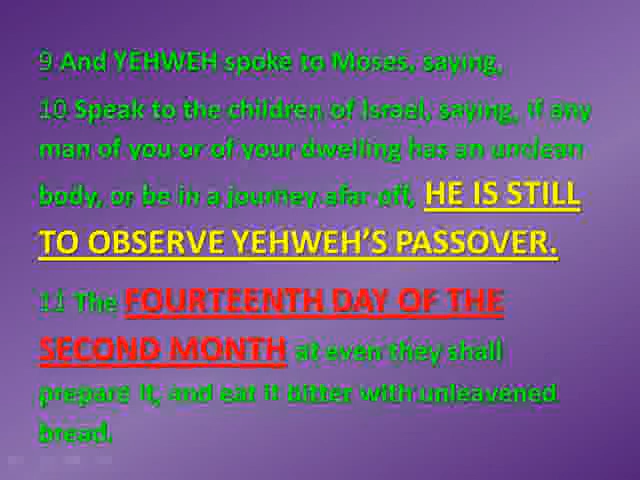 9 And YEHWEH spoke to Moses, saying,
10 Speak to the children of Israel, saying, If any
man of you or of your dwelling has an unclean
body, or be in a journey afar off, HE IS STILL
TO OBSERVE YEHWEH'S PASSOVER.
11 The FOURTEENTH DAY OF THE
SECOND MONTH at even they shall
prepare it, and eat it bitter with unleavened
bread.